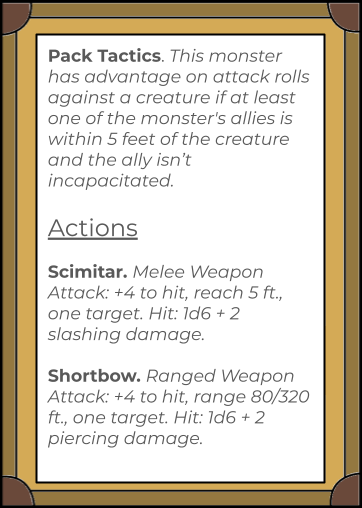 Pack Tactics. This monster
has advantage on attack rolls
against a creature if at least
one of the monster's allies is
within 5 feet of the creature
and the ally isn’t
incapacitated.
Actions
Scimitar. Melee Weapon
Attack: +4 to hit, reach 5 ft.,
one target. Hit: 1d6 + 2
slashing damage.
Shortbow. Ranged Weapon
Attack: +4 to hit, range 80/320
ft., one target. Hit: 1d6 + 2
piercing damage.